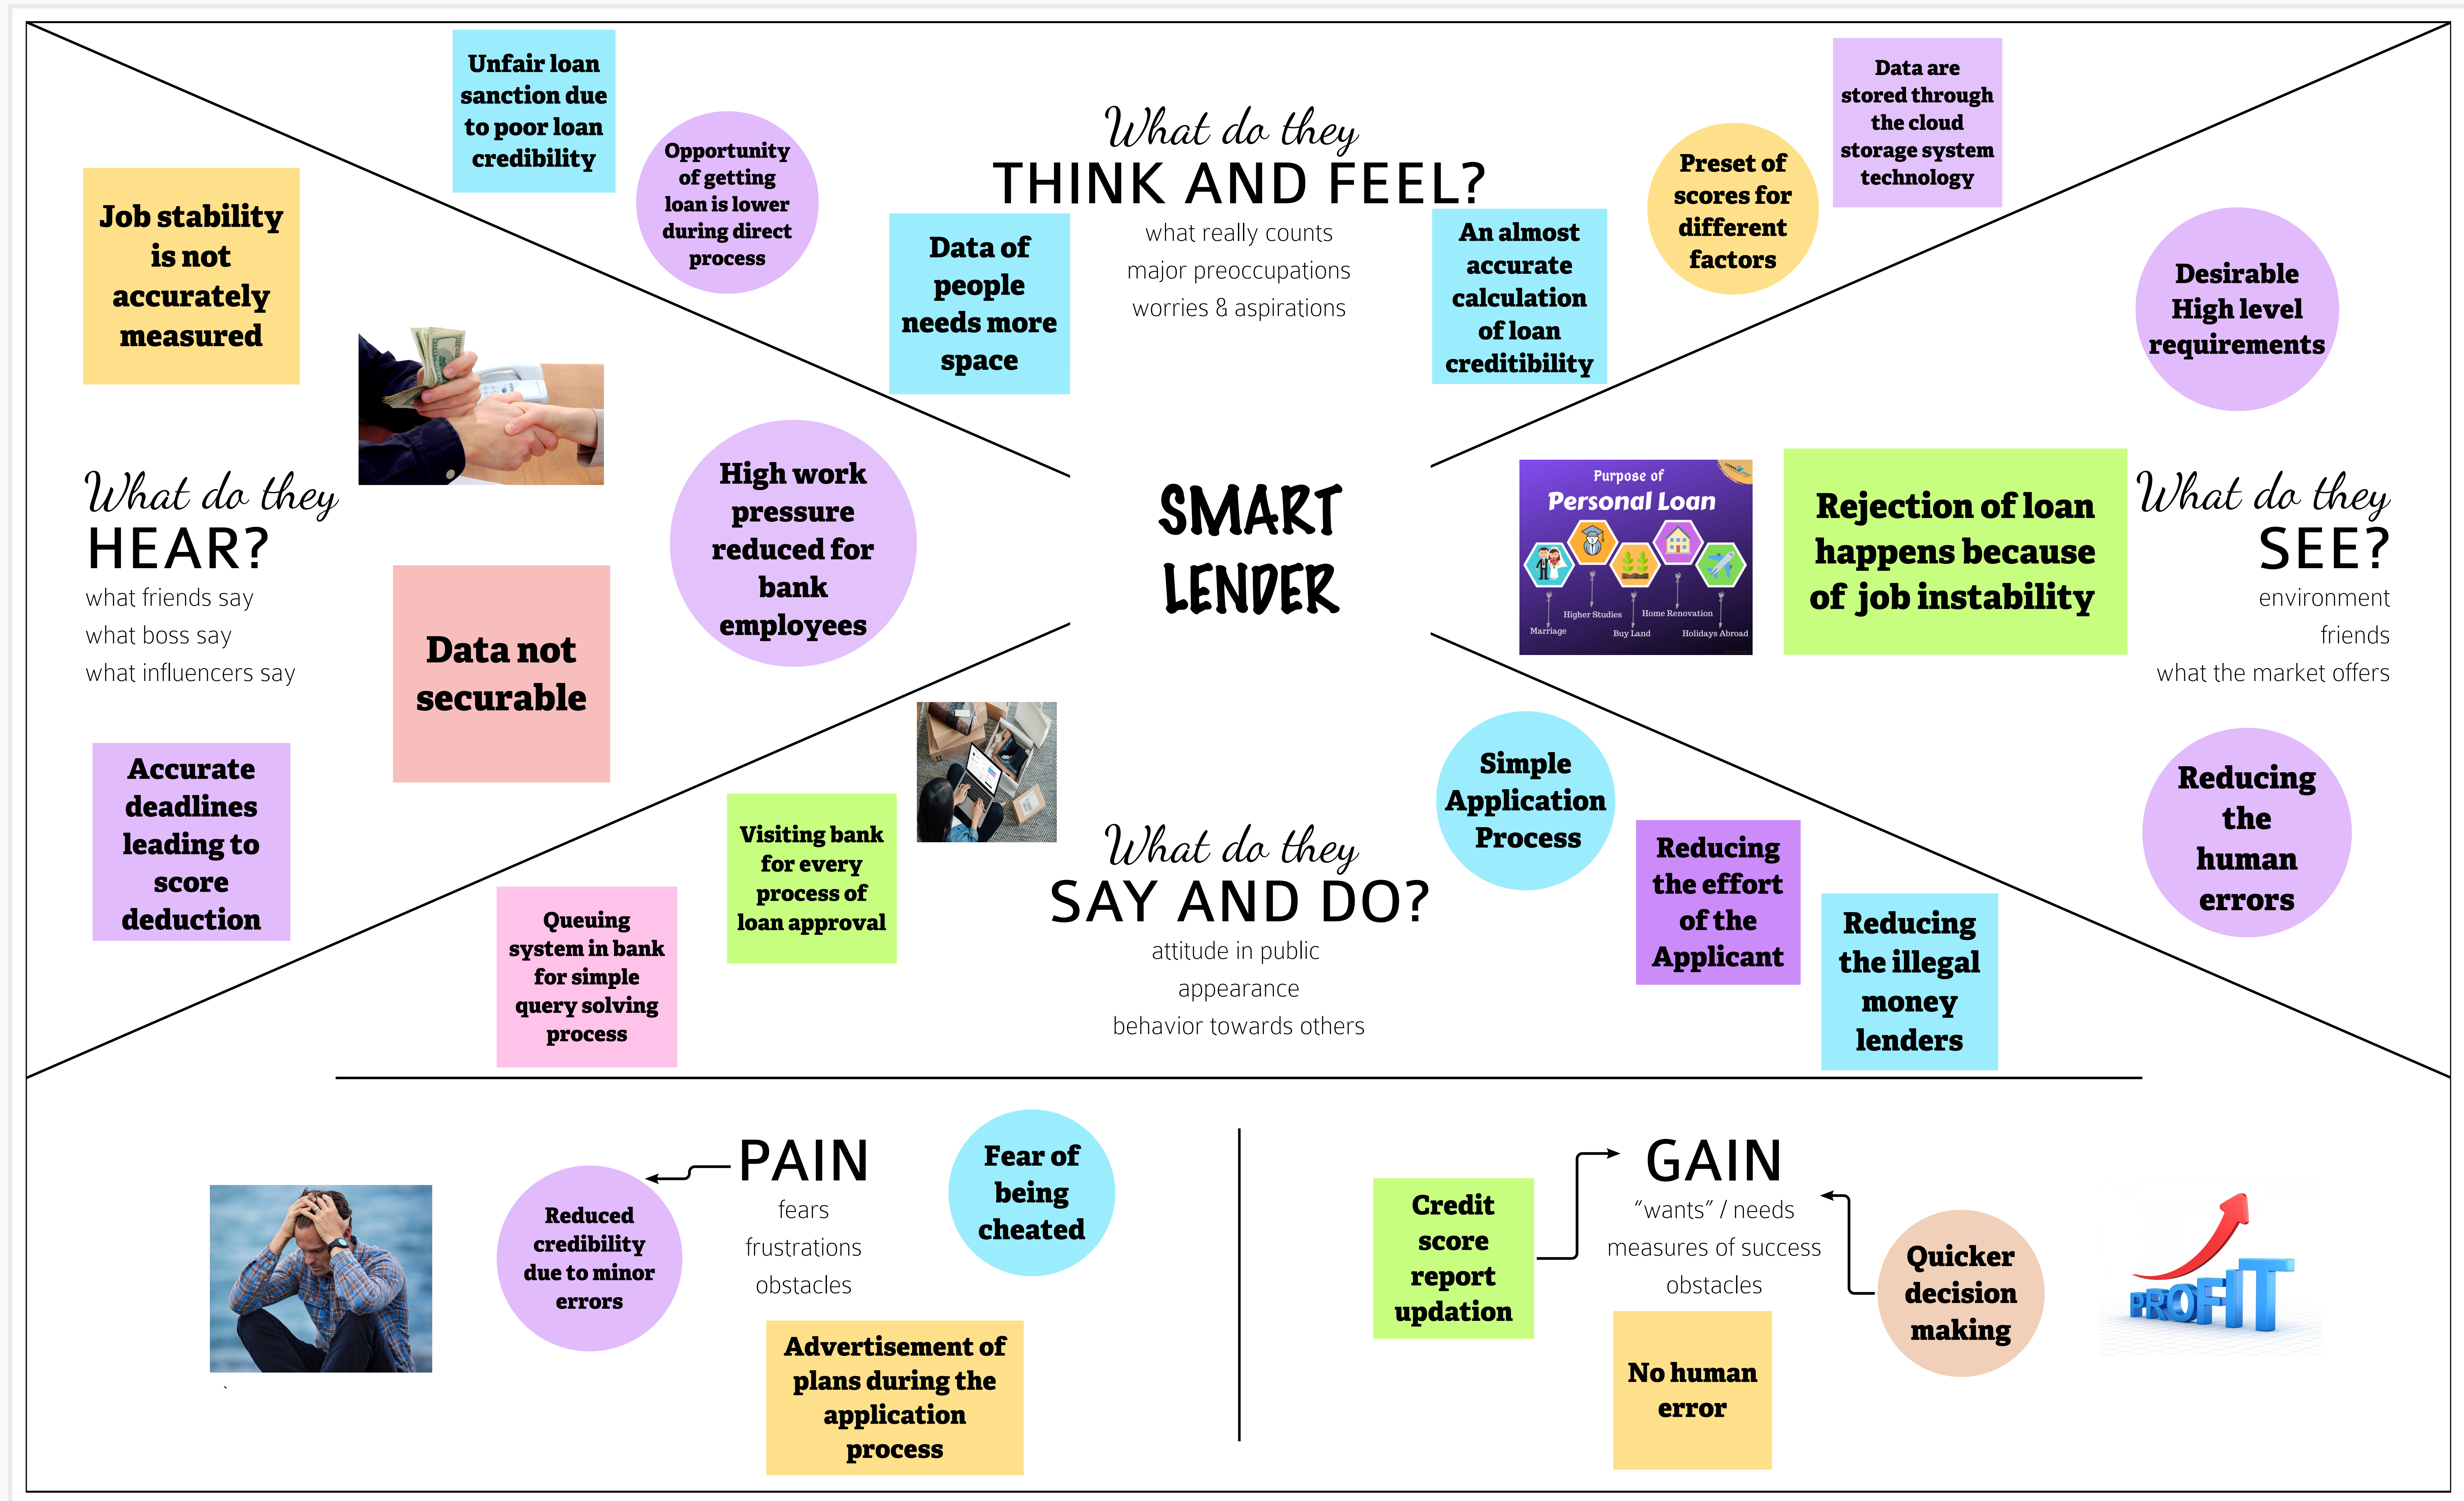 Unfair loan
sanction due
to poor loan
credibility
Opportunity
of getting
loan is lower
during direct
process
Data of
people
needs more
space
What do they
THINK AND FEEL?
what really counts
major preoccupations
worries & aspirations
An almost
accurate
calculation
of loan
creditibility
Preset of
scores for
different
factors
Data are
stored through
the cloud
storage system
technology
Job stability
is not
accurately
measured
What do they
HEAR?
what friends say
what boss say
what influencers say
High work
pressure
reduced for
bank
employees
Data not
securable
Accurate
deadlines
leading to
score
deduction
SMART
LENDER
Desirable
High level
requirements
Purpose of
Personal Loan
Marriage
Higher Studies
Buy Land
Home Renovation
Holidays Abroad
Rejection of loan
happens because
of job instability
What do they
SEE?
environment
friends
what the market offers
Reducing
the
human
errors
Queuing
system in bank
for simple
query solving
process
Visiting bank
for every
process of
loan approval
What do they
SAY AND DO?
attitude in public
appearance
behavior towards others
Simple
Application
Process
Reducing
the effort
of the
Applicant
Reducing
the illegal
money
lenders
PAIN
fears
frustrations
obstacles
Reduced
credibility
due to minor
errors
Fear of
being
cheated
Advertisement of
plans during the
application
process
GAIN
“wants” / needs
measures of success
obstacles
Credit
score
report
updation
No human
error
Quicker
decision
making
PROFIT